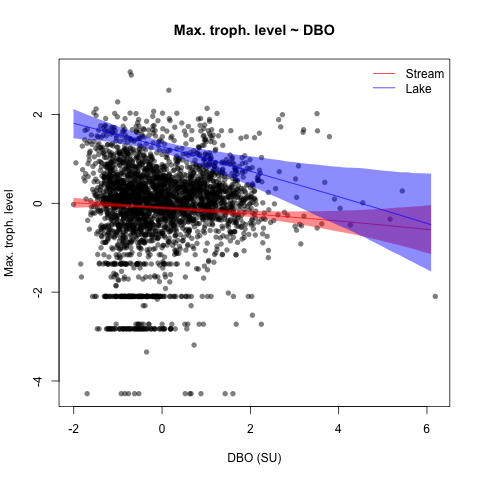 Max. troph. level ~ DBO
Stream
Lake
Max. troph. level
2
0
-2
-4
-2 0 2 4 6
DBO (SU)